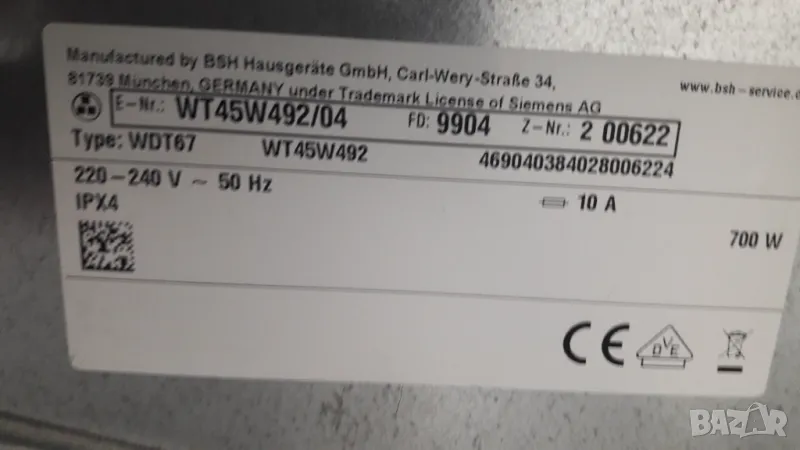 Manufactured by BSH Hausgeräte GmbH, Carl-Wery-Straße 34,
81739 München, GERMANY under Trademark License of Siemens AG
www.bsh-service.
E-Nr.: WT45W492/04 FD: 9904 Z-Nr.: 2 00622
Type: WDT67 WT45W492 469040384028006224
220-240 V ~ 50 Hz
IPX4
10 A
700 W
CE DVE
BAZAR